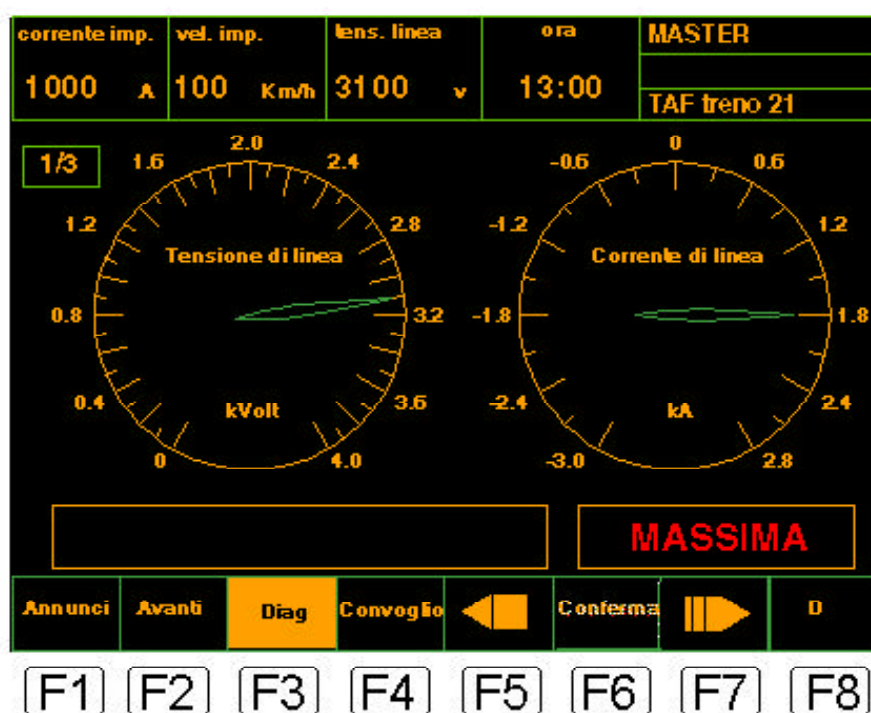 corrente imp.
vel. imp.
tens. linea
ora
MASTER
1000 A
100 Km/h
3100 v
13:00
TAF treno 21
1/3
2.0
1.6
2.4
1.2
2.8
Tensione di linea
0.8
3.2
0.4
3.6
kVolt
0
4.0
0
-0.6
0.6
-1.2
1.2
Corrente di linea
-1.8
1.8
-2.4
2.4
kA
-3.0
2.8
MASSIMA
Annunci
Avanti
Diag
Convoglio
Conferma
D
F1
F2
F3
F4
F5
F6
F7
F8